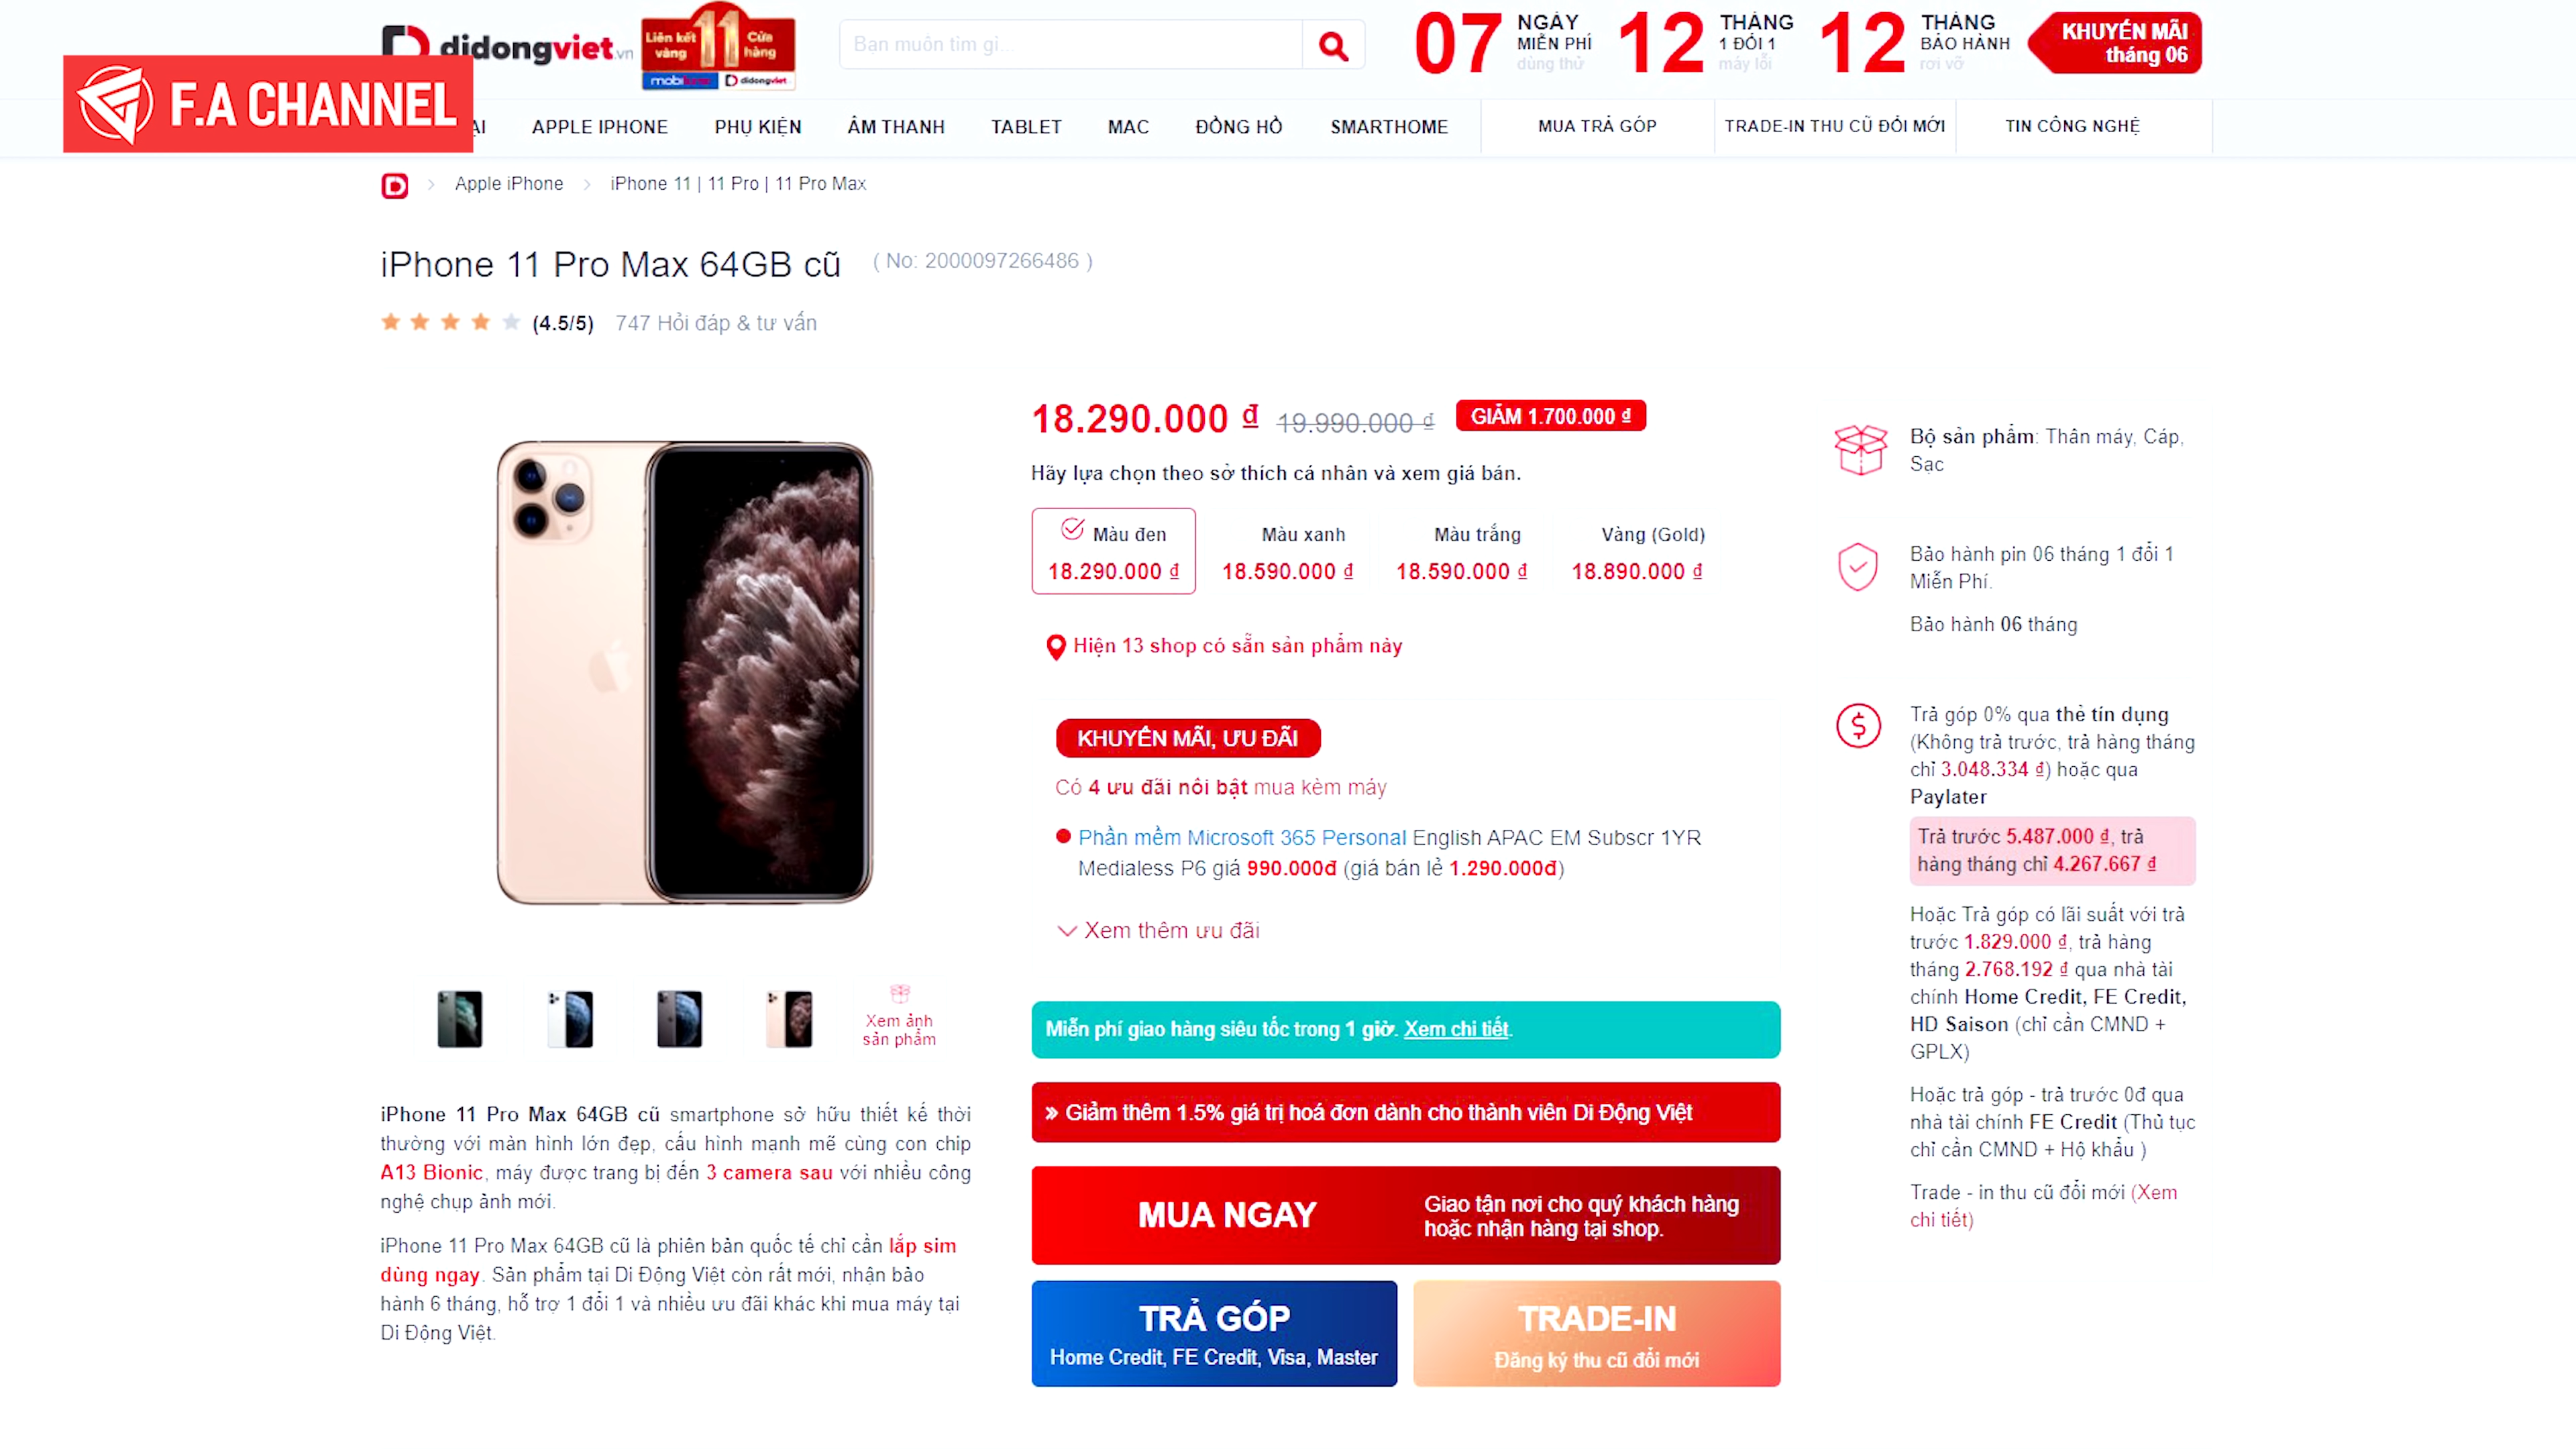 didongviet.vn
Liên kết vàng 11 Cửa hàng
didongviet
Bạn muốn tìm gì...
07 NGÀY MIỄN PHÍ dùng thử
12 THÁNG 1 ĐỔI 1 máy lỗi
12 THÁNG BẢO HÀNH rơi vỡ
KHUYẾN MÃI
tháng 06
F.A CHANNEL
APPLE IPHONE PHỤ KIỆN ÂM THANH TABLET MAC ĐỒNG HỒ SMARTHOME MUA TRẢ GÓP TRADE-IN THU CŨ ĐỔI MỚI TIN CÔNG NGHỆ
Apple iPhone iPhone 11 | 11 Pro | 11 Pro Max
iPhone 11 Pro Max 64GB cũ ( No: 2000097266486 )
(4.5/5) 747 Hỏi đáp & tư vấn
18.290.000 ₫ 19.990.000 ₫ GIẢM 1.700.000 ₫
Hãy lựa chọn theo sở thích cá nhân và xem giá bán.
Màu đen Màu xanh Màu trắng Vàng (Gold)
18.290.000 ₫ 18.590.000 ₫ 18.590.000 ₫ 18.890.000 ₫
Hiện 13 shop có sẵn sản phẩm này
KHUYẾN MÃI, ƯU ĐÃI
Có 4 ưu đãi nổi bật mua kèm máy
Phần mềm Microsoft 365 Personal English APAC EM Subscr 1YR
Medialess P6 giá 990.000đ (giá bán lẻ 1.290.000đ)
Xem thêm ưu đãi
Miễn phí giao hàng siêu tốc trong 1 giờ. Xem chi tiết.
» Giảm thêm 1.5% giá trị hoá đơn dành cho thành viên Di Động Việt
MUA NGAY
Giao tận nơi cho quý khách hàng
hoặc nhận hàng tại shop.
TRẢ GÓP
Home Credit, FE Credit, Visa, Master
TRADE-IN
Đăng ký thu cũ đổi mới
Xem ảnh
sản phẩm
iPhone 11 Pro Max 64GB cũ smartphone sở hữu thiết kế thời
thường với màn hình lớn đẹp, cấu hình mạnh mẽ cùng con chip
A13 Bionic, máy được trang bị đến 3 camera sau với nhiều công
nghệ chụp ảnh mới.
iPhone 11 Pro Max 64GB cũ là phiên bản quốc tế chỉ cần lắp sim
dùng ngay. Sản phẩm tại Di Động Việt còn rất mới, nhận bảo
hành 6 tháng, hỗ trợ 1 đổi 1 và nhiều ưu đãi khác khi mua máy tại
Di Động Việt.
Bộ sản phẩm: Thân máy, Cáp,
Sạc
Bảo hành pin 06 tháng 1 đổi 1
Miễn Phí.
Bảo hành 06 tháng
Trả góp 0% qua thẻ tín dụng
(Không trả trước, trả hàng tháng
chỉ 3.048.334 ₫) hoặc qua
Paylater
Trả trước 5.487.000 ₫, trả
hàng tháng chỉ 4.267.667 ₫
Hoặc Trả góp có lãi suất với trả
trước 1.829.000 ₫, trả hàng
tháng 2.768.192 ₫ qua nhà tài
chính Home Credit, FE Credit,
HD Saison (chỉ cần CMND +
GPLX)
Hoặc trả góp - trả trước 0đ qua
nhà tài chính FE Credit (Thủ tục
chỉ cần CMND + Hộ khẩu )
Trade - in thu cũ đổi mới (Xem
chi tiết)